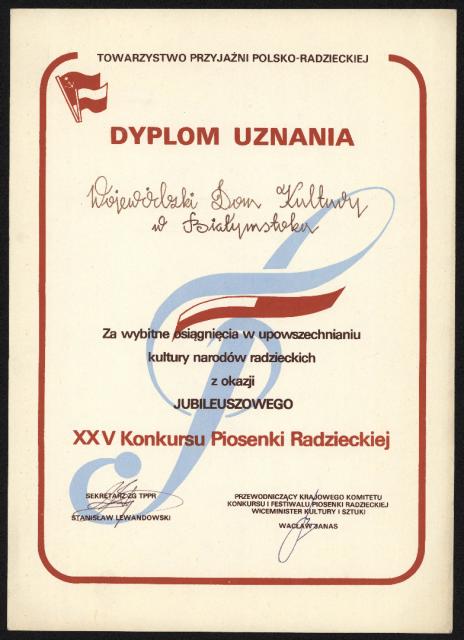 TOWARZYSTWO PRZYJAŹNI POLSKO-RADZIECKIEJ
DYPLOM UZNANIA
Wojewódzki Dom Kultury
w Białymstoku
Za wybitne osiągnięcia w upowszechnianiu
kultury narodów radzieckich
z okazji
JUBILEUSZOWEGO
XXV Konkursu Piosenki Radzieckiej
SEKRETARZ ZG TPPR
STANISŁAW LEWANDOWSKI
PRZEWODNICZĄCY KRAJOWEGO KOMITETU
KONKURSU I FESTIWALU PIOSENKI RADZIECKIEJ
WICEMINISTER KULTURY I SZTUKI
WACŁAW JANAS